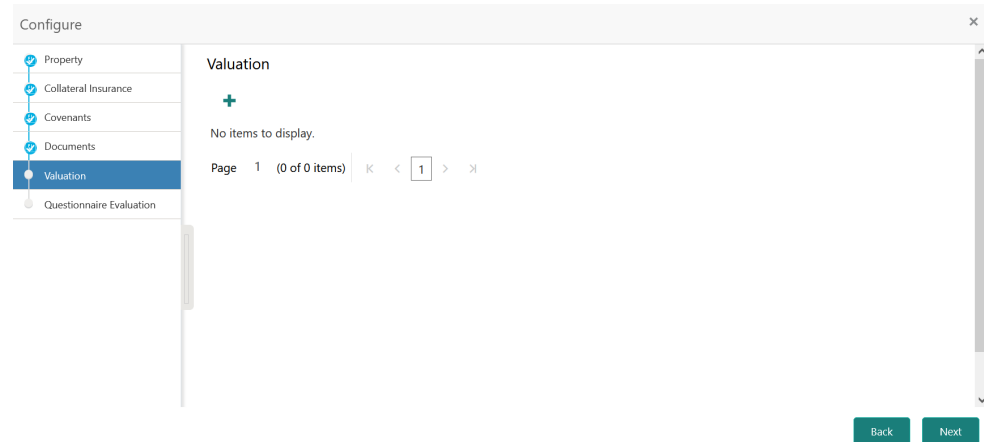 Configure
Property
Collateral Insurance
Covenants
Documents
Valuation
Questionnaire Evaluation
Valuation
No items to display.
Page 1 (0 of 0 items) 1
Back Next